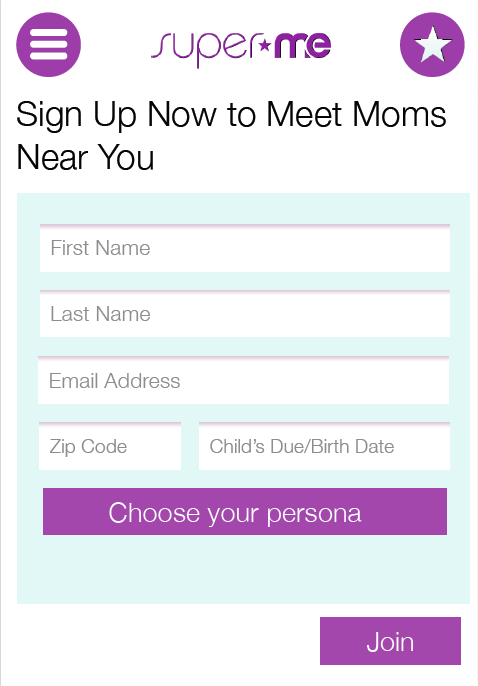 super★me
Sign Up Now to Meet Moms
Near You
First Name
Last Name
Email Address
Zip Code
Child’s Due/Birth Date
Choose your persona
Join